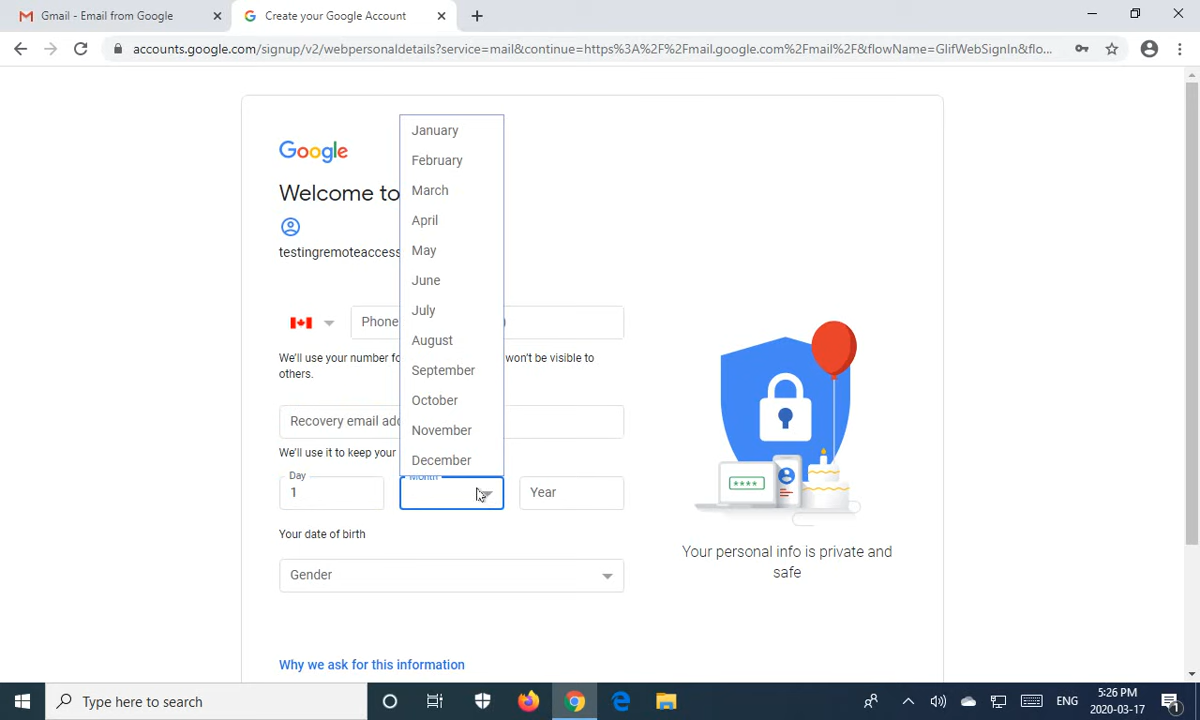 Gmail - Email from Google
Create your Google Account
accounts.google.com/signup/v2/webpersonaldetails?service=mail&continue=https%3A%2F%2Fmail.google.com%2Fmail%2F&flowName=GlifWebSignIn&flo...
Google
Welcome to
testingremoteaccess
January
February
March
April
May
June
July
August
September
October
November
December
Phone )
We'll use your number fo won't be visible to
others.
Recovery email add
We'll use it to keep your
Day
1
Month
Year
Your date of birth
Gender
Why we ask for this information
****
Your personal info is private and
safe
Type here to search
ENG
5:26 PM
2020-03-17
1